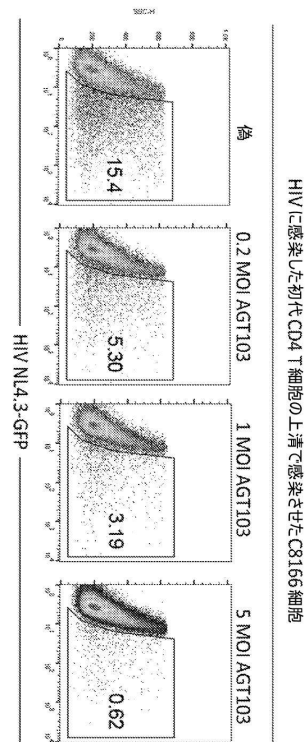 HIVに感染した初代CD4 T 細胞の上清で感染させたC8166 細胞
偽
0.2 MOI AGT103
1 MOI AGT103
5 MOI AGT103
15.4
5.30
3.19
0.62
HIV NL4.3-GFP
SSC-H